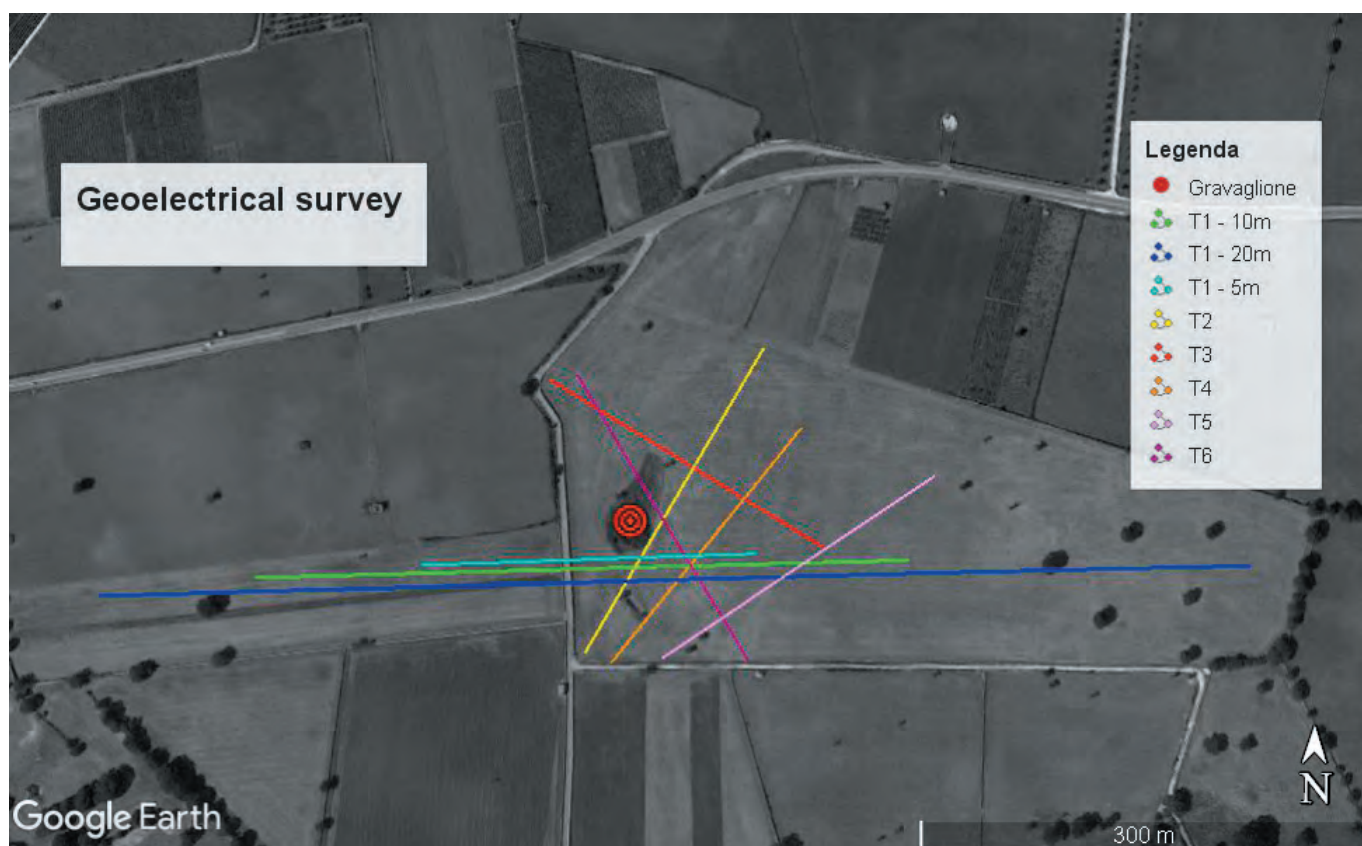 Geoelectrical survey
Legenda
Gravaglione
T1 - 10m
T1 - 20m
T1 - 5m
T2
T3
T4
T5
T6
N
Google Earth
300 m